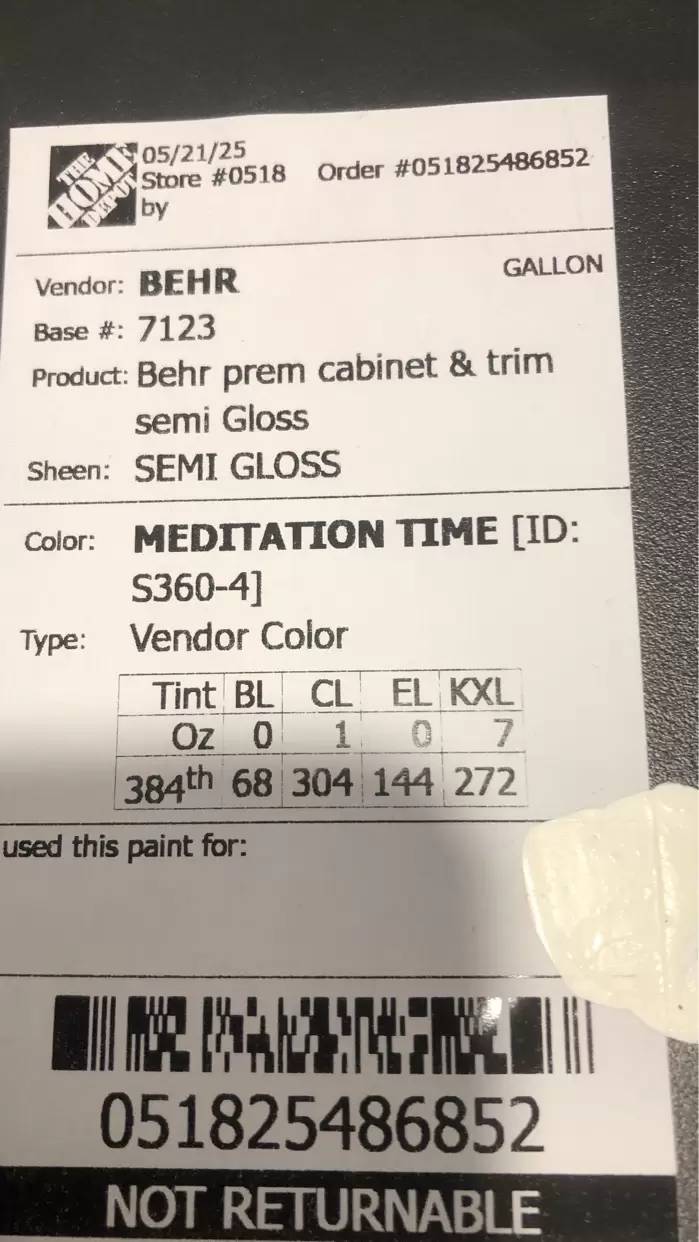 THE HOME DEPOT
05/21/25
Store #0518 Order #051825486852
by
GALLON
Vendor: BEHR
Base #: 7123
Product: Behr prem cabinet & trim
semi Gloss
Sheen: SEMI GLOSS
Color: MEDITATION TIME [ID:
S360-4]
Type: Vendor Color
Tint BL CL EL KXL
Oz 0 1 0 7
384th 68 304 144 272
used this paint for:
051825486852
NOT RETURNABLE